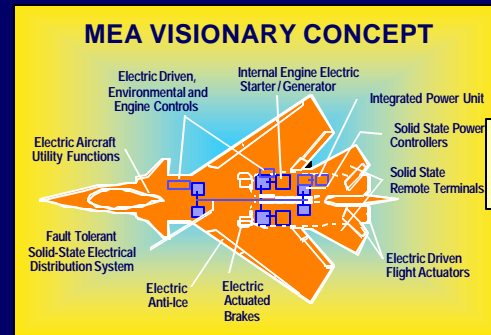 MEA VISIONARY CONCEPT
Electric Driven,
Environmental and
Engine Controls
Internal Engine Electric
Starter / Generator
Integrated Power Unit
Solid State Power
Controllers
Electric Aircraft
Utility Functions
Solid State
Remote Terminals
Fault Tolerant
Solid-State Electrical
Distribution System
Electric
Anti-Ice
Electric
Actuated
Brakes
Electric Driven
Flight Actuators